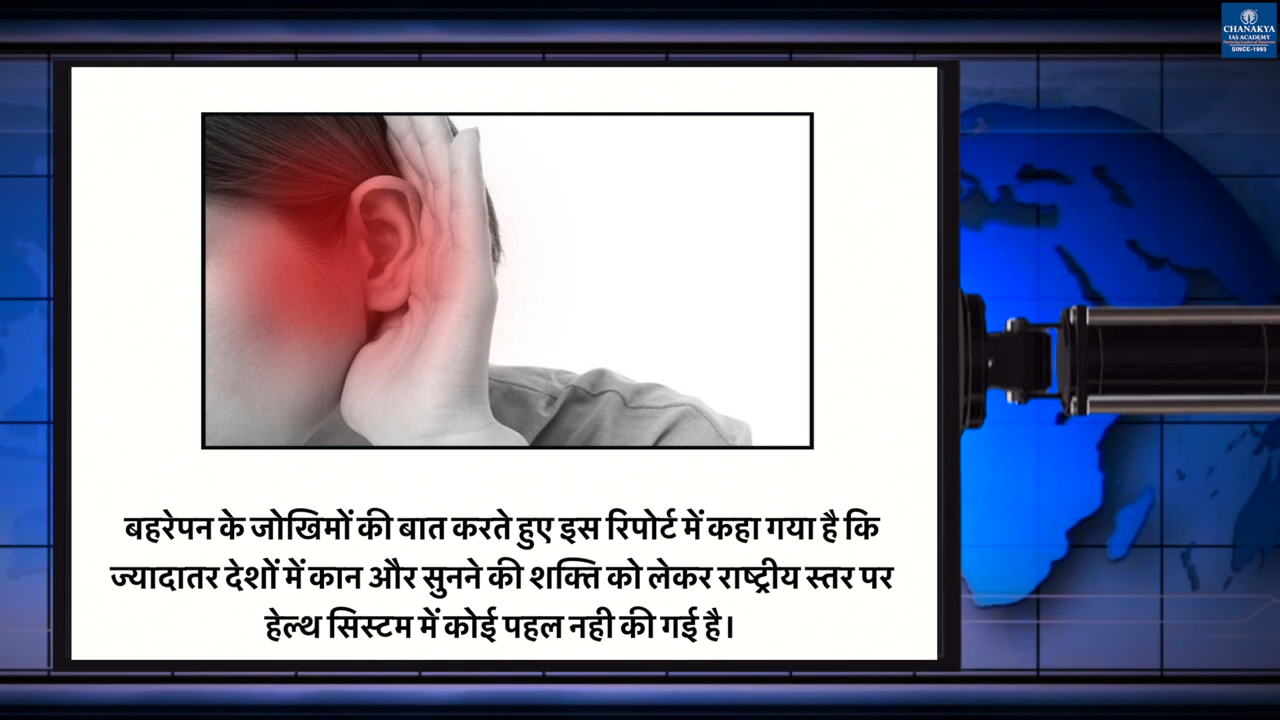 CHANAKYA
IAS ACADEMY
SINCE-1993
बहरेपन के जोखिमों की बात करते हुए इस रिपोर्ट में कहा गया है कि
ज्यादातर देशों में कान और सुनने की शक्ति को लेकर राष्ट्रीय स्तर पर
हेल्थ सिस्टम में कोई पहल नही की गई है।